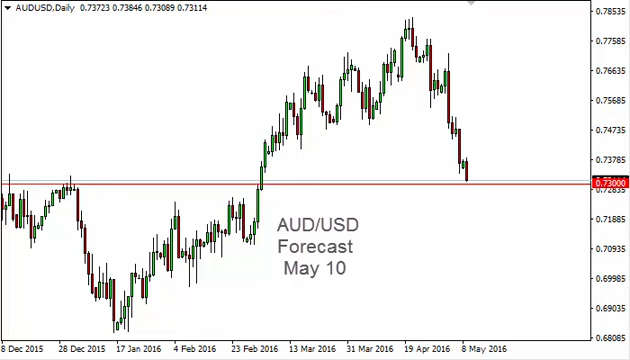 AUDUSD,Daily 0.73723 0.73846 0.73089 0.73114
0.78535
0.77585
0.76635
0.75685
0.74735
0.73785
0.73000
0.72835
0.71885
0.70935
0.69985
0.69035
0.68085
AUD/USD
Forecast
May 10
8 Dec 2015 28 Dec 2015 17 Jan 2016 4 Feb 2016 23 Feb 2016 13 Mar 2016 31 Mar 2016 19 Apr 2016 8 May 2016